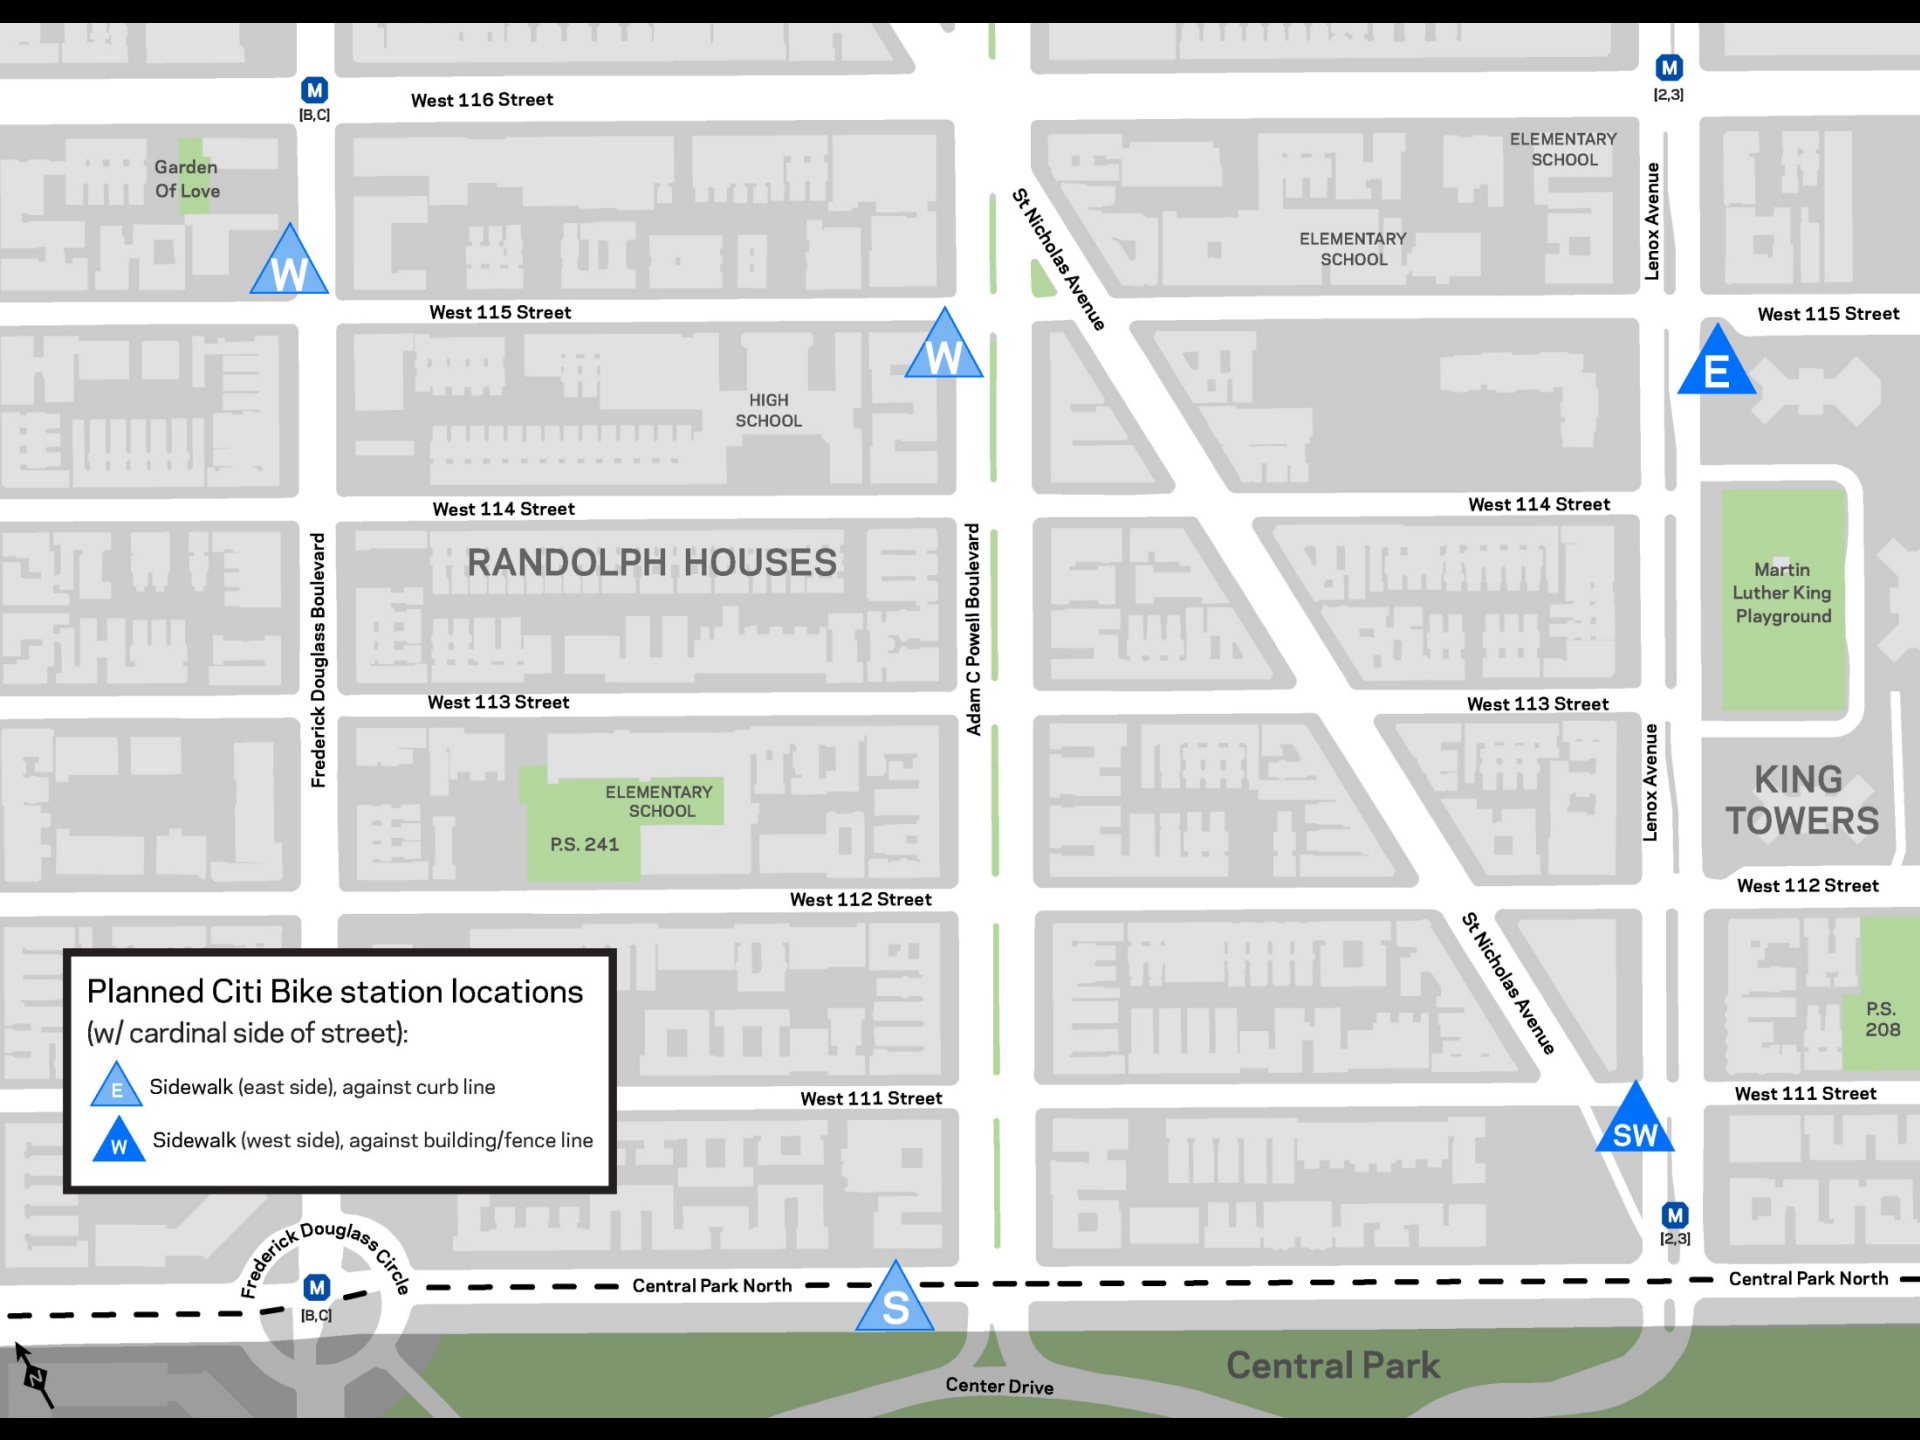 M
[B,C]
West 116 Street
M
[2,3]
Garden
Of Love
W
St Nicholas Avenue
ELEMENTARY
SCHOOL
ELEMENTARY
SCHOOL
Lenox Avenue
West 115 Street
W
West 115 Street
E
HIGH
SCHOOL
West 114 Street
West 114 Street
Frederick Douglass Boulevard
RANDOLPH HOUSES
Adam C Powell Boulevard
Martin
Luther King
Playground
West 113 Street
West 113 Street
Lenox Avenue
ELEMENTARY
SCHOOL
P.S. 241
KING
TOWERS
West 112 Street
West 112 Street
St Nicholas Avenue
P.S.
208
Planned Citi Bike station locations
(w/ cardinal side of street):
E
Sidewalk (east side), against curb line
W
Sidewalk (west side), against building/fence line
West 111 Street
West 111 Street
SW
M
[2,3]
Frederick Douglass Circle
M
[B,C]
Central Park North
S
Central Park North
N
Center Drive
Central Park